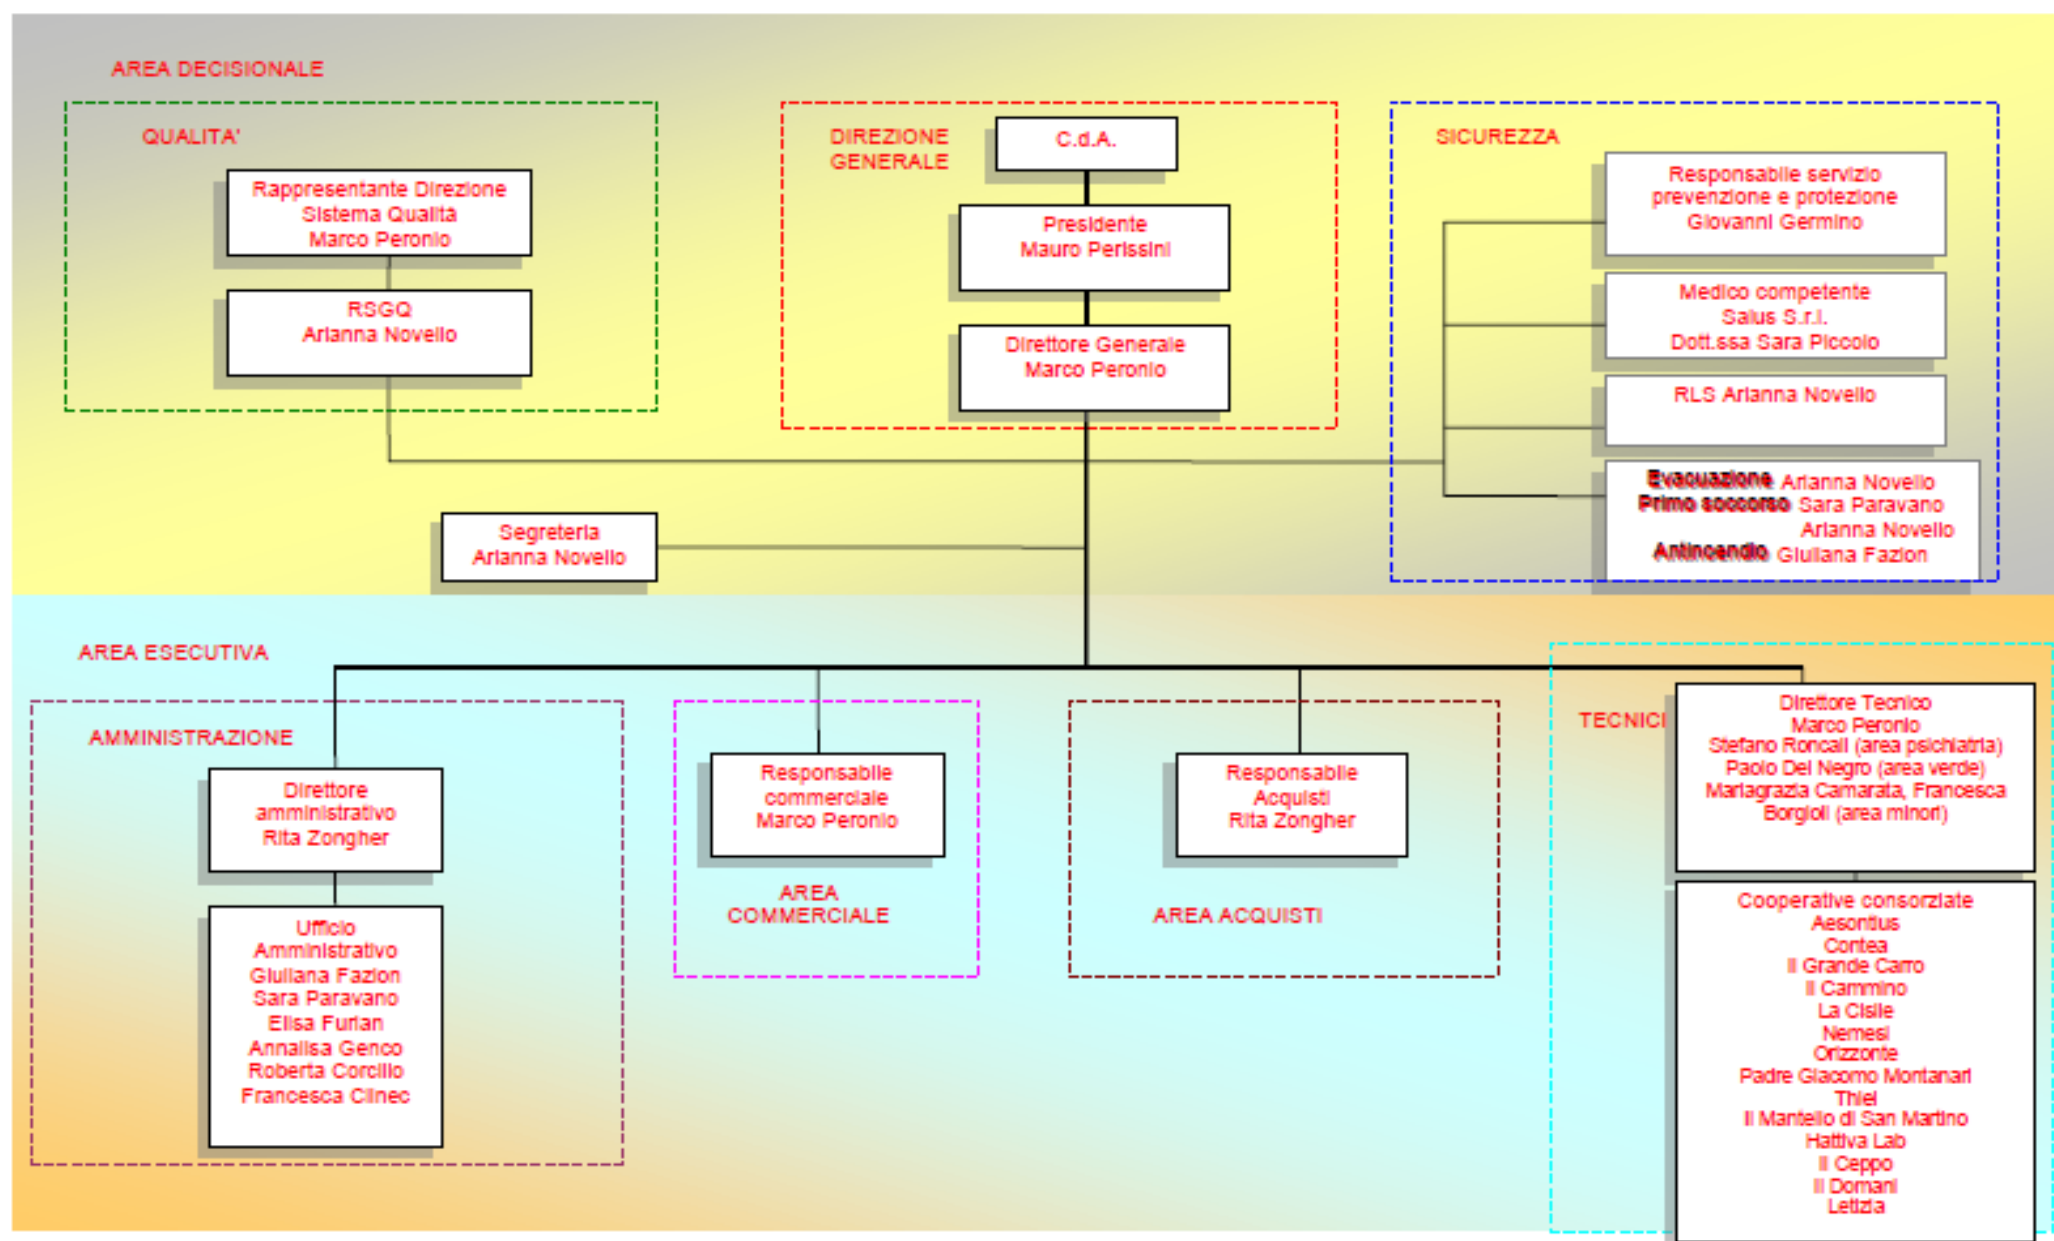 AREA DECISIONALE
QUALITA'
Rappresentante Direzione
Sistema Qualità
Marco Peronio
RSGQ
Arianna Novello
DIREZIONE
GENERALE
C.d.A.
Presidente
Mauro Perissini
Direttore Generale
Marco Peronio
SICUREZZA
Responsabile servizio
prevenzione e protezione
Giovanni Germino
Medico competente
Salus S.r.l.
Dott.ssa Sara Piccolo
RLS Arianna Novello
Evacuazione Arianna Novello
Primo soccorso Sara Paravano
Arianna Novello
Antincendio Giuliana Fazion
Segreteria
Arianna Novello
AREA ESECUTIVA
AMMINISTRAZIONE
Direttore
amministrativo
Rita Zongher
Ufficio
Amministrativo
Giuliana Fazion
Sara Paravano
Elisa Furlan
Annalisa Genco
Roberta Corcillo
Francesca Clinec
Responsabile
commerciale
Marco Peronio
AREA
COMMERCIALE
Responsabile
Acquisti
Rita Zongher
AREA ACQUISTI
TECNICI
Direttore Tecnico
Marco Peronio
Stefano Roncali (area psichiatria)
Paolo Del Negro (area verde)
Mariagrazia Camarata, Francesca
Borgioli (area minori)
Cooperative consorziate
Aesontius
Contea
Il Grande Carro
Il Cammino
La Cisile
Nemesi
Orizzonte
Padre Giacomo Montanari
Thiel
Il Mantello di San Martino
Hattiva Lab
Il Ceppo
Il Domani
Letizia